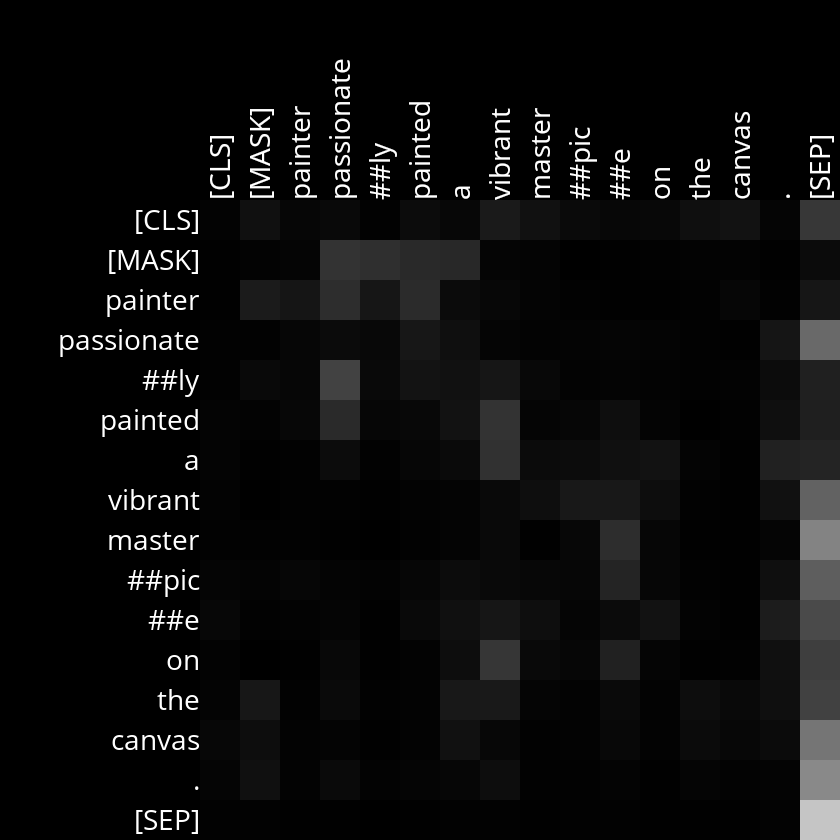 [CLS] [MASK] painter passionate ##ly painted a vibrant master ##pic ##e on the canvas . [SEP]
[CLS]
[MASK]
painter
passionate
##ly
painted
a
vibrant
master
##pic
##e
on
the
canvas
.
[SEP]